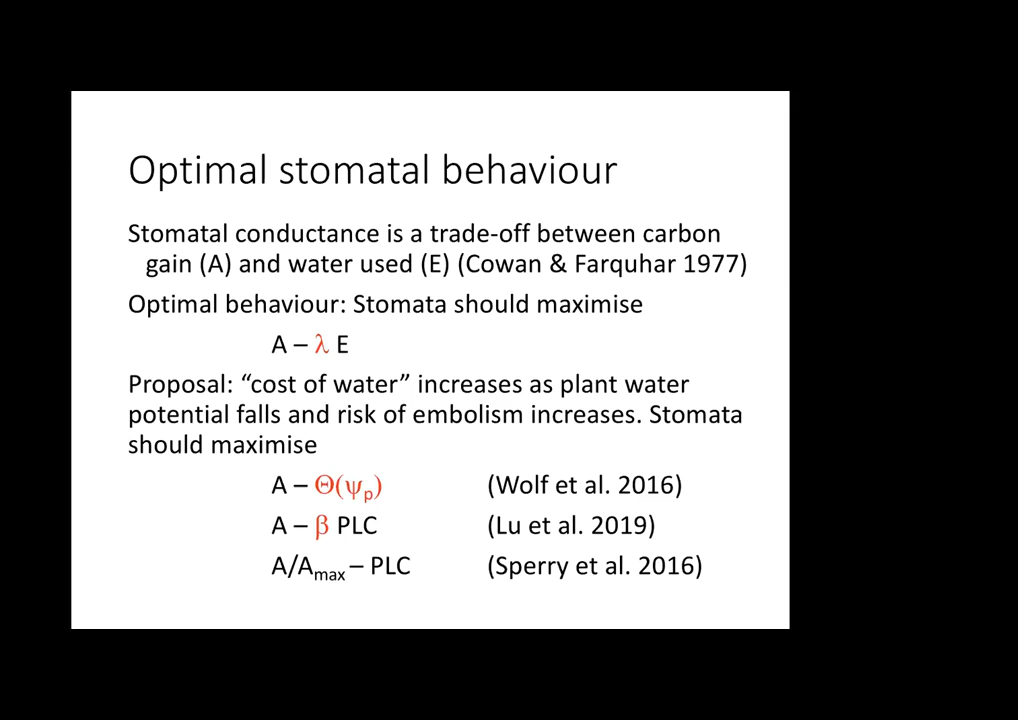 Optimal stomatal behaviour
Stomatal conductance is a trade-off between carbon
gain (A) and water used (E) (Cowan & Farquhar 1977)
Optimal behaviour: Stomata should maximise
A – λ E
Proposal: “cost of water” increases as plant water
potential falls and risk of embolism increases. Stomata
should maximise
A – Θ(ψp) (Wolf et al. 2016)
A – β PLC (Lu et al. 2019)
A/Amax – PLC (Sperry et al. 2016)